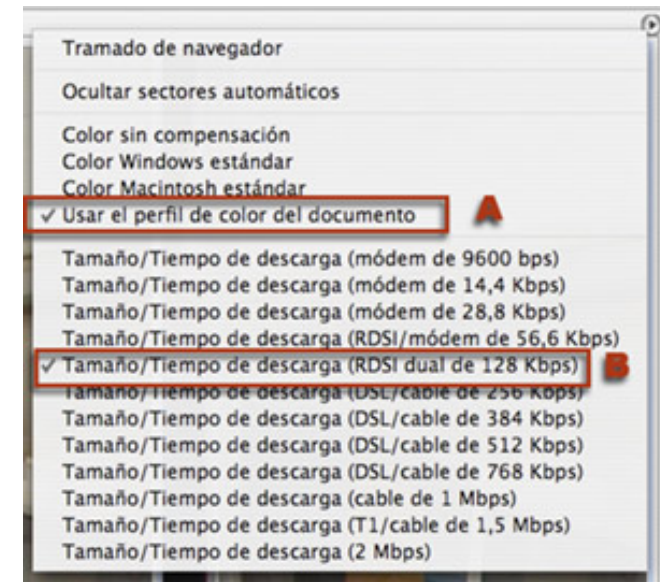 Tramado de navegador
Ocultar sectores automáticos
Color sin compensación
Color Windows estándar
Color Macintosh estándar
✓ Usar el perfil de color del documento A
Tamaño/Tiempo de descarga (módem de 9600 bps)
Tamaño/Tiempo de descarga (módem de 14,4 Kbps)
Tamaño/Tiempo de descarga (módem de 28,8 Kbps)
Tamaño/Tiempo de descarga (RDSI/módem de 56,6 Kbps)
✓ Tamaño/Tiempo de descarga (RDSI dual de 128 Kbps) B
Tamaño/Tiempo de descarga (DSL/cable de 256 Kbps)
Tamaño/Tiempo de descarga (DSL/cable de 384 Kbps)
Tamaño/Tiempo de descarga (DSL/cable de 512 Kbps)
Tamaño/Tiempo de descarga (DSL/cable de 768 Kbps)
Tamaño/Tiempo de descarga (cable de 1 Mbps)
Tamaño/Tiempo de descarga (T1/cable de 1,5 Mbps)
Tamaño/Tiempo de descarga (2 Mbps)